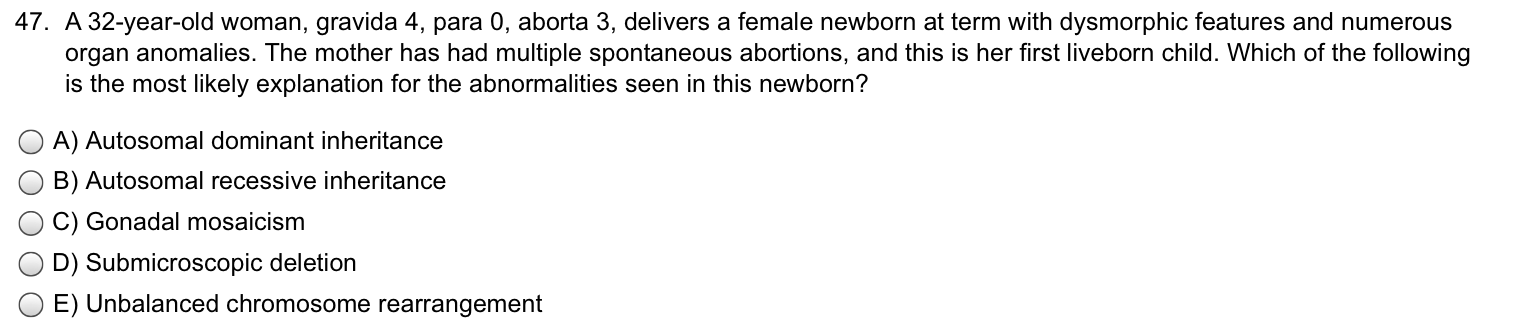 47. A 32-year-old woman, gravida 4, para 0, aborta 3, delivers a female newborn at term with dysmorphic features and numerous
organ anomalies. The mother has had multiple spontaneous abortions, and this is her first liveborn child. Which of the following
is the most likely explanation for the abnormalities seen in this newborn?
A) Autosomal dominant inheritance
B) Autosomal recessive inheritance
C) Gonadal mosaicism
D) Submicroscopic deletion
E) Unbalanced chromosome rearrangement